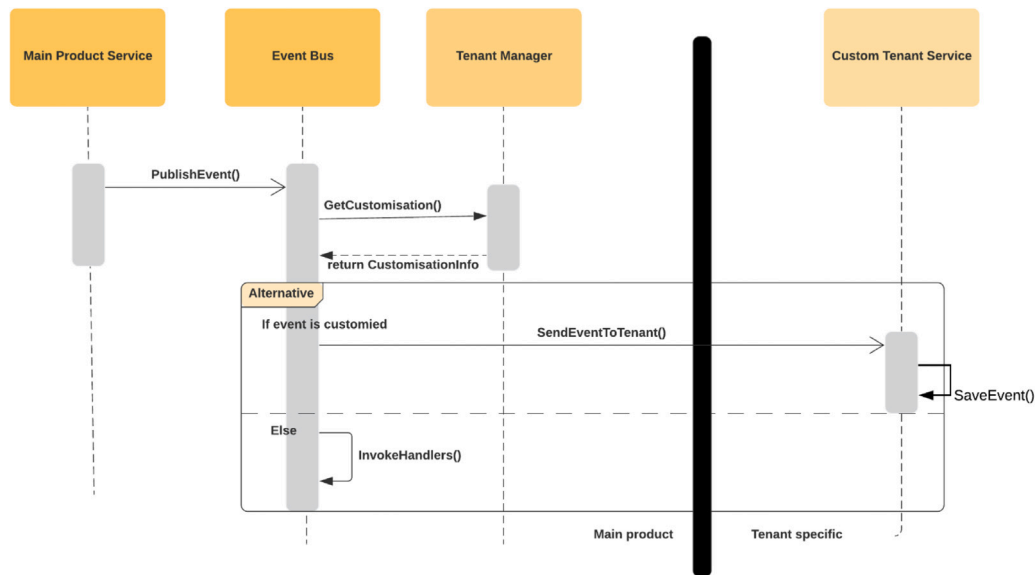 Main Product Service
Event Bus
Tenant Manager
Custom Tenant Service
PublishEvent()
GetCustomisation()
return CustomisationInfo
Alternative
If event is customied
SendEventToTenant()
SaveEvent()
Else
InvokeHandlers()
Main product
Tenant specific